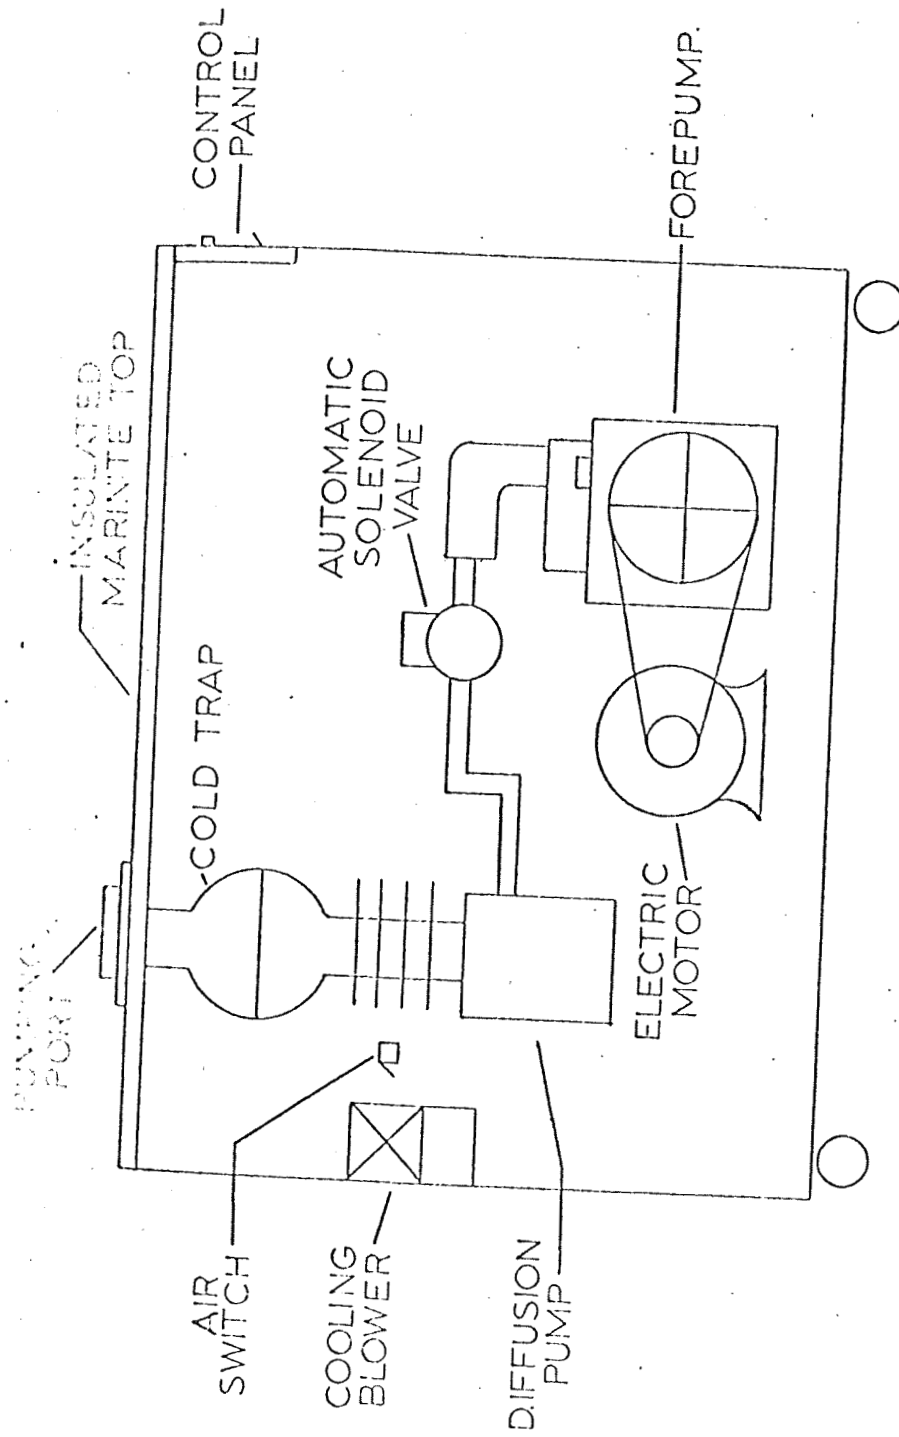 PUMPING
PORT
INSULATED
MARINITE TOP
CONTROL
PANEL
COLD TRAP
AIR
SWITCH
AUTOMATIC
SOLENOID
VALVE
COOLING
BLOWER
DIFFUSION
PUMP
ELECTRIC
MOTOR
FOREPUMP.